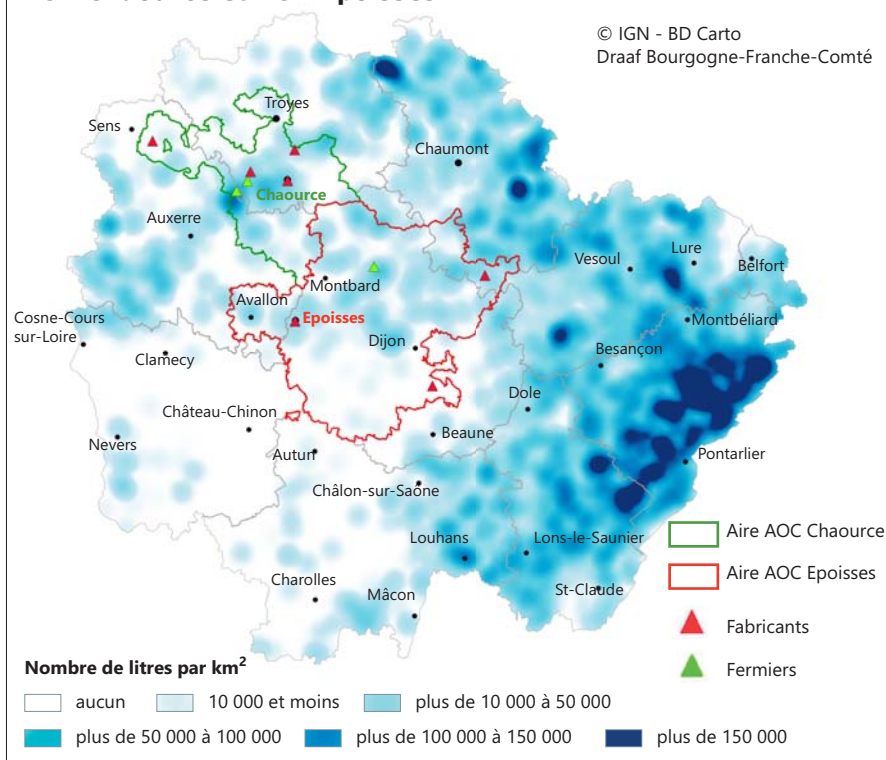 © IGN - BD Carto
Draaf Bourgogne-Franche-Comté
Troyes
Sens
Chaumont
Chaource
Auxerre
Vesoul
Lure
Belfort
Montbard
Avallon
Cosne-Cours
sur-Loire
Epoisses
Montbéliard
Dijon
Besançon
Clamecy
Dole
Château-Chinon
Beaune
Nevers
Autun
Pontarlier
Châlon-sur-Saône
Louhans
Lons-le-Saunier
Aire AOC Chaource
Aire AOC Epoisses
Charolles
Mâcon
St-Claude
Fabricants
Fermiers
Nombre de litres par km²
aucun
10 000 et moins
plus de 10 000 à 50 000
plus de 50 000 à 100 000
plus de 100 000 à 150 000
plus de 150 000